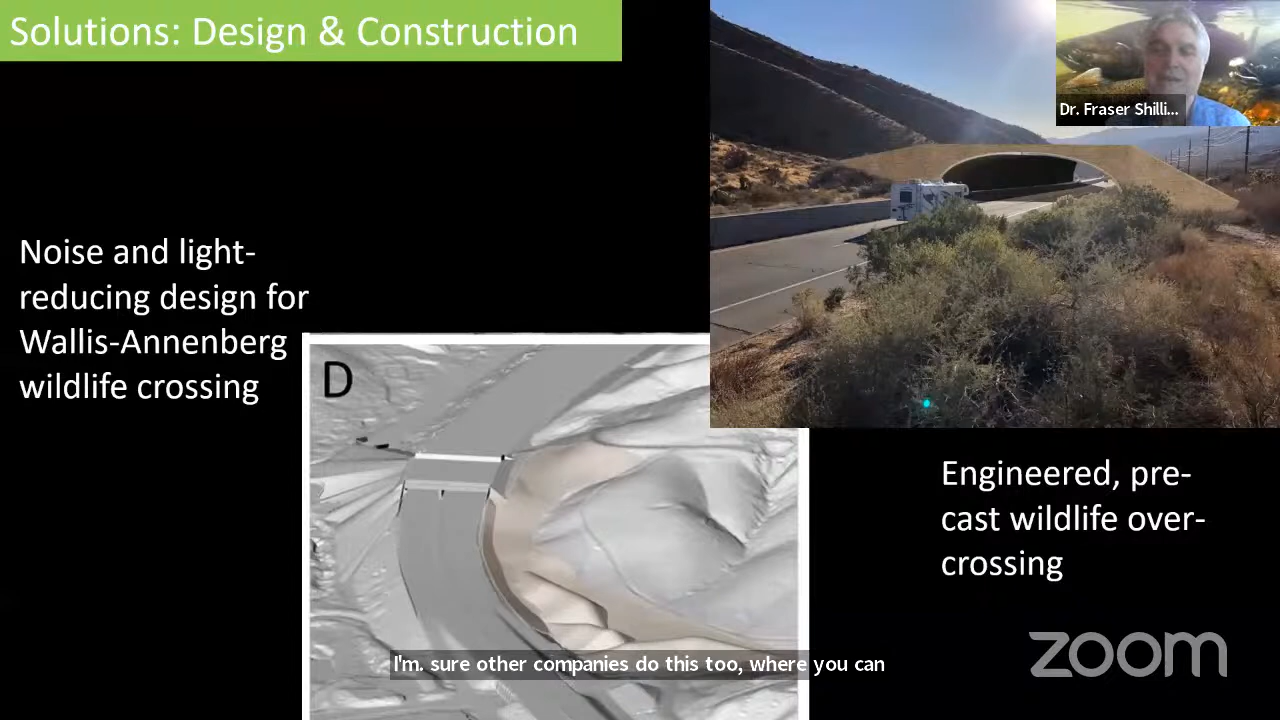 Solutions: Design & Construction
Dr. Fraser Shilli...
Noise and light-
reducing design for
Wallis-Annenberg
wildlife crossing
D
Engineered, pre-
cast wildlife over-
crossing
I'm. sure other companies do this too, where you can
zoom